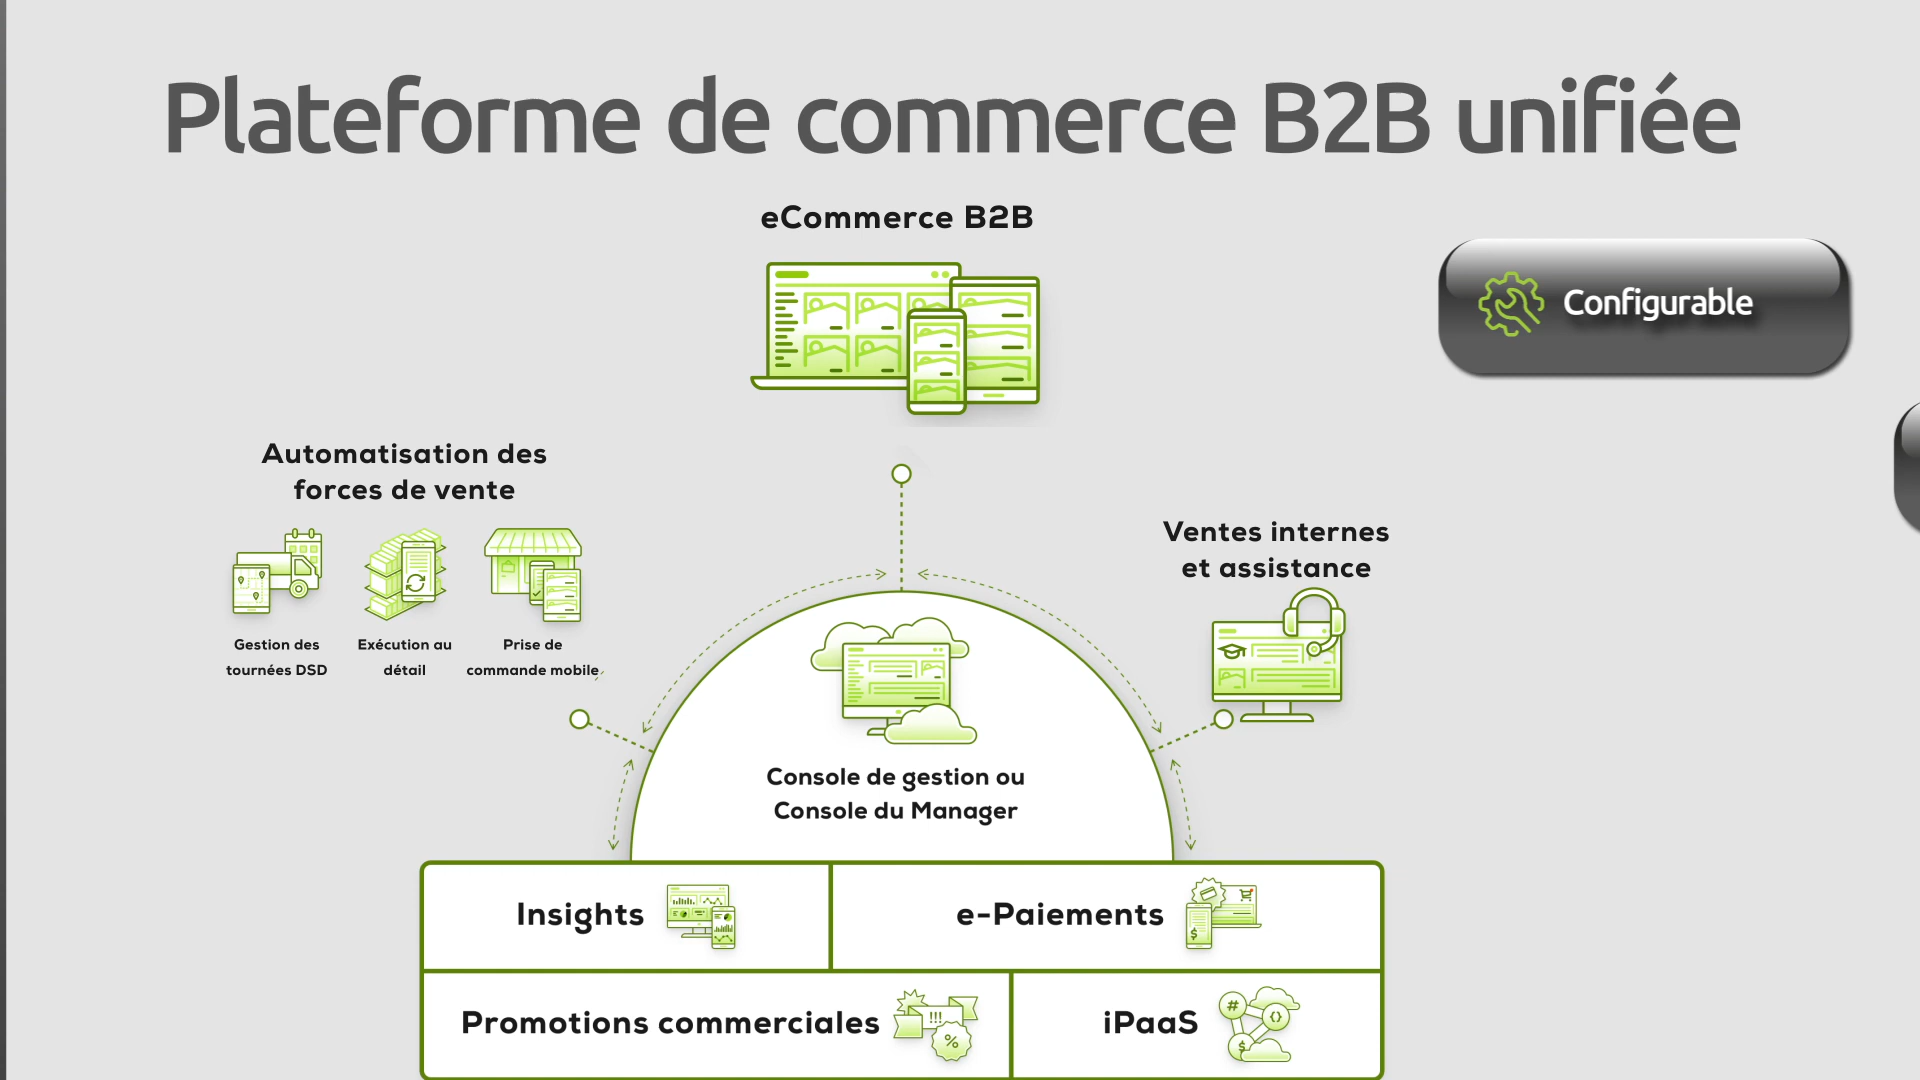 Plateforme de commerce B2B unifiée
eCommerce B2B
Configurable
Automatisation des
forces de vente
Gestion des
tournées DSD
Exécution au
détail
Prise de
commande mobile
Ventes internes
et assistance
Console de gestion ou
Console du Manager
Insights
e-Paiements
$
Promotions commerciales
!!!
%
iPaaS
#
{}
$